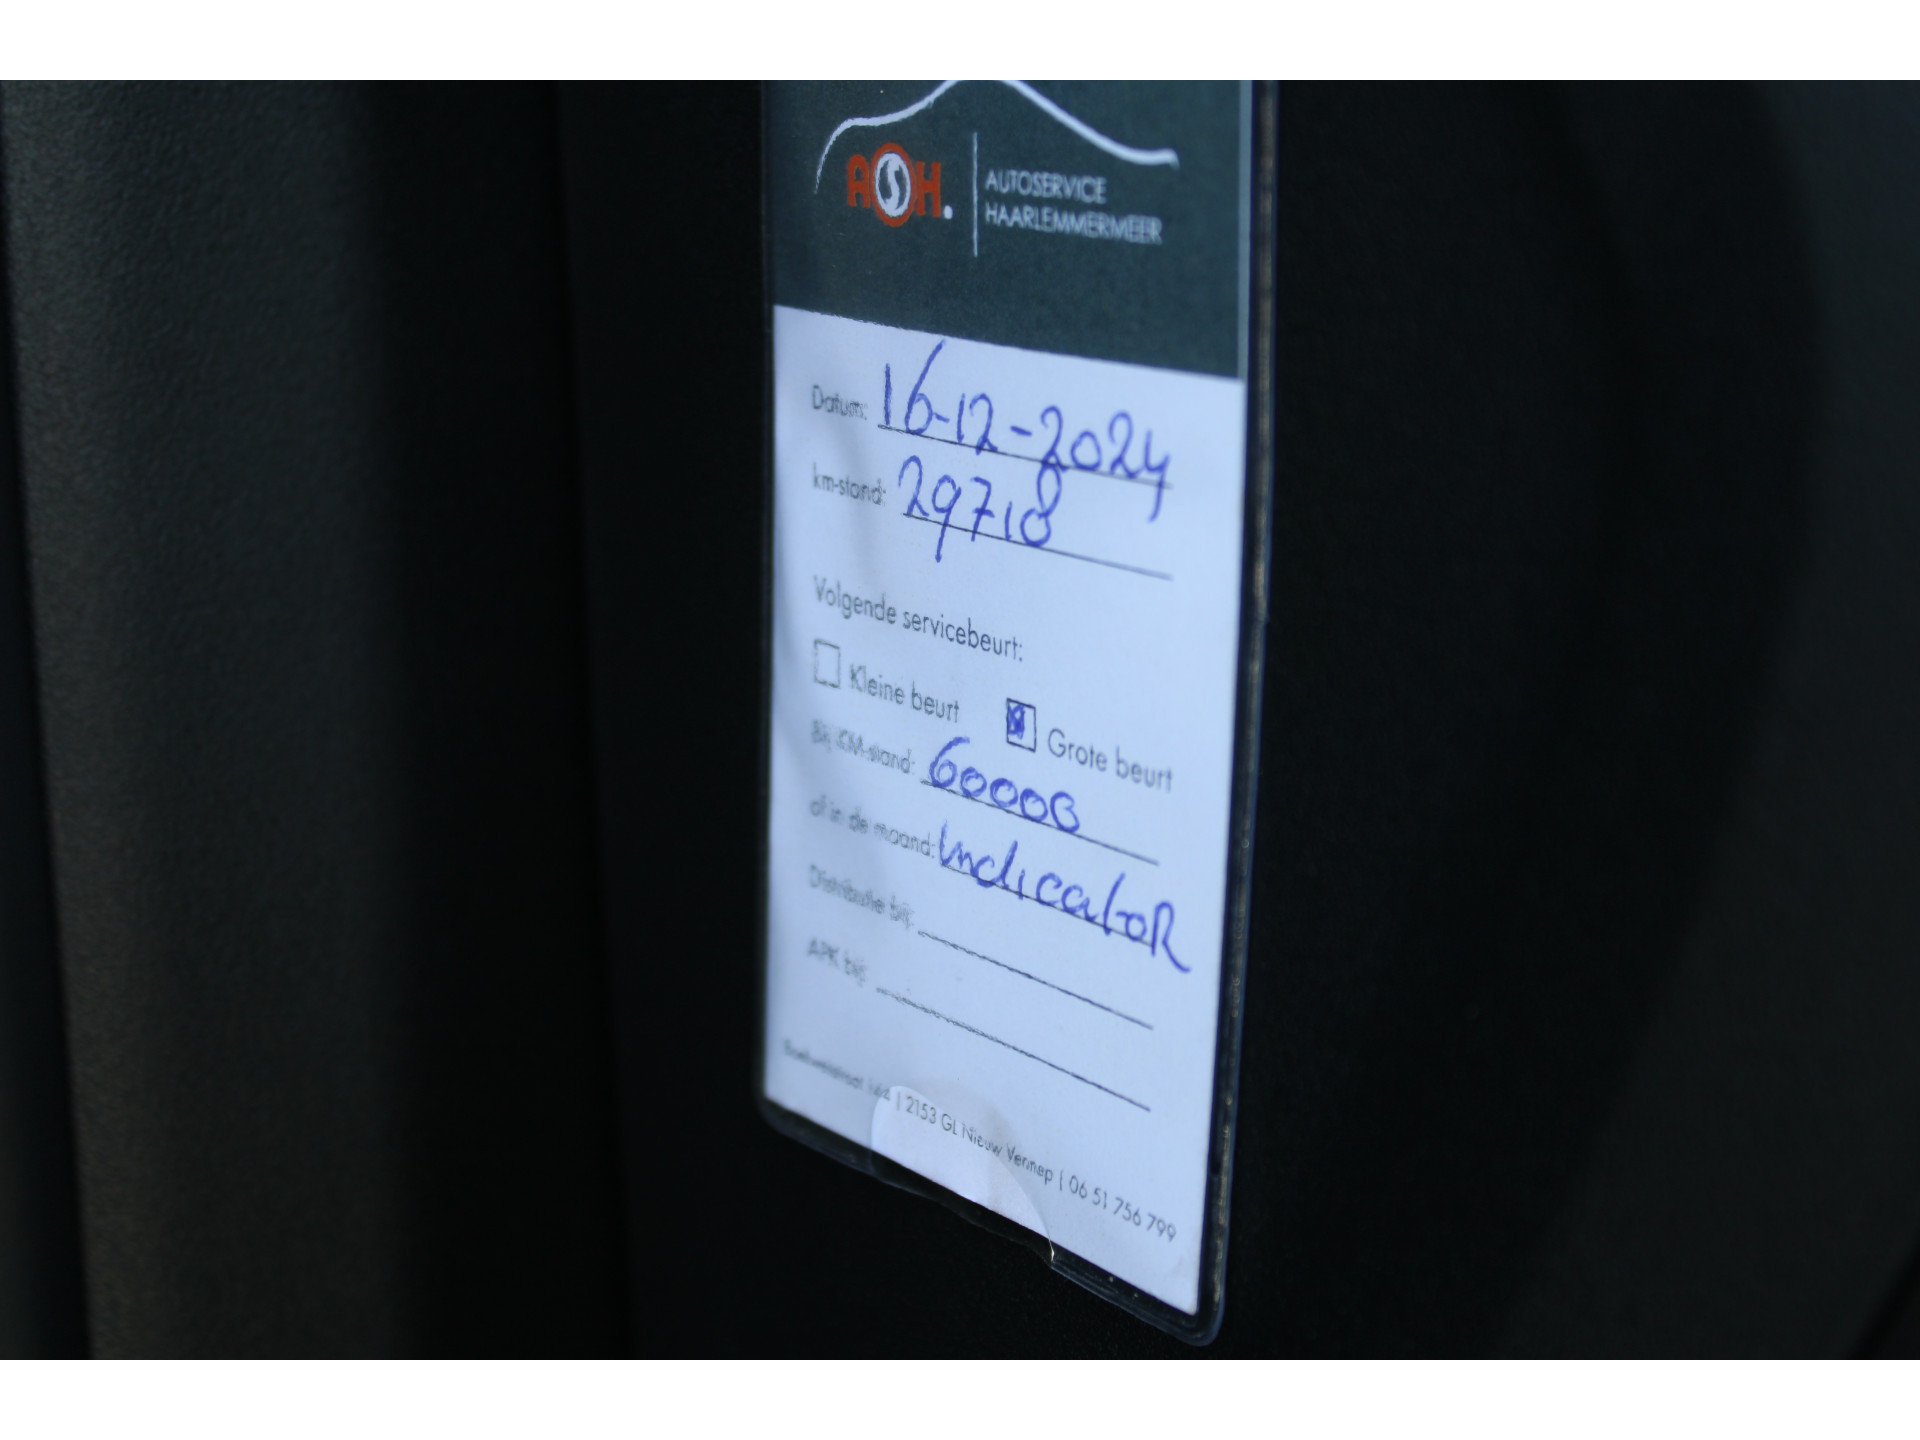 ASH. AUTOSERVICE
HAARLEMMERMEER
Datum: 16-12-2024
km-stand: 29718
Volgende servicebeurt:
Kleine beurt Grote beurt
Bij KM-stand: 60000
of in de maand: Indicator
Distributie bij:
APK bij:
| 2153 GL Nieuw Vennep | 06 51 756 799